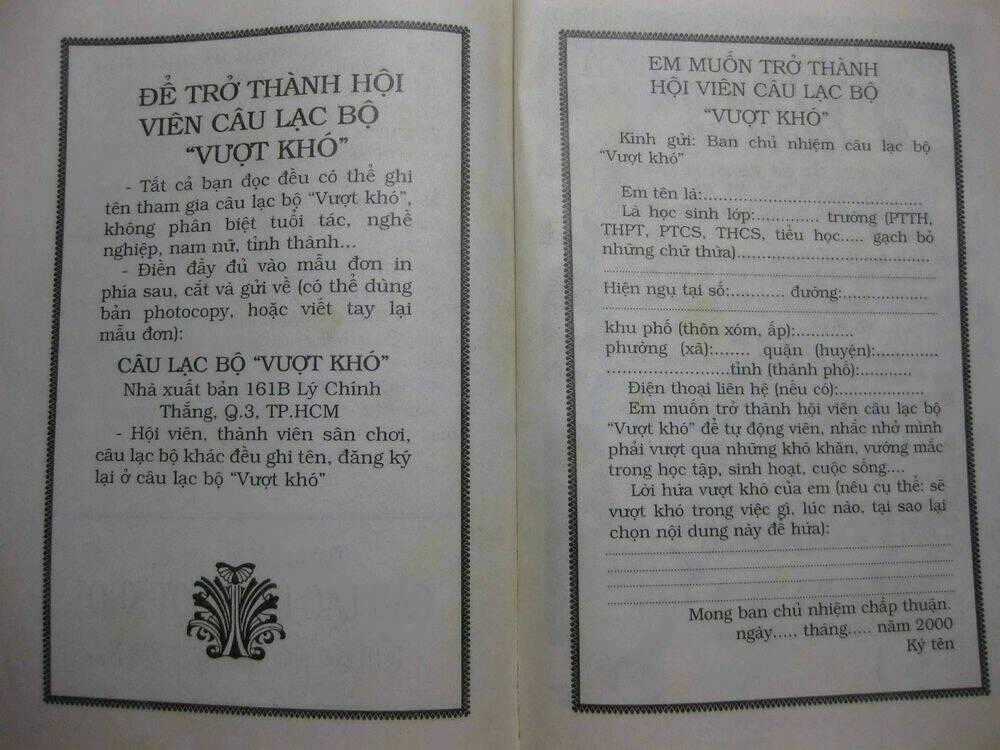 ĐỂ TRỞ THÀNH HỘI
VIÊN CÂU LẠC BỘ
“VƯỢT KHÓ”
- Tất cả bạn đọc đều có thể ghi
tên tham gia câu lạc bộ “Vượt khó”,
không phân biệt tuổi tác, nghề
nghiệp, nam nữ, tỉnh thành...
- Điền đầy đủ vào mẫu đơn in
phía sau, cắt và gửi về (có thể dùng
bản photocopy, hoặc viết tay lại
mẫu đơn):
CÂU LẠC BỘ “VƯỢT KHÓ”
Nhà xuất bản 161B Lý Chính
Thắng, Q.3, TP.HCM
- Hội viên, thành viên sân chơi,
câu lạc bộ khác đều ghi tên, đăng ký
lại ở câu lạc bộ “Vượt khó”
EM MUỐN TRỞ THÀNH
HỘI VIÊN CÂU LẠC BỘ
“VƯỢT KHÓ”
Kính gửi: Ban chủ nhiệm câu lạc bộ
“Vượt khó”
Em tên là:........................................
Là học sinh lớp:............ trường (PTTH,
THPT, PTCS, THCS, tiểu học..... gạch bỏ
những chữ thừa)....................................
Hiện ngụ tại số:........... đường:................
khu phố (thôn xóm, ấp):...........
phường (xã):....... quận (huyện):............
.......................tỉnh (thành phố):............
Điện thoại liên hệ (nếu có):................
Em muốn trở thành hội viên câu lạc bộ
“Vượt khó” để tự động viên, nhắc nhở mình
phải vượt qua những khó khăn, vướng mắc
trong học tập, sinh hoạt, cuộc sống....
Lời hứa vượt khó của em (nêu cụ thể: sẽ
vượt khó trong việc gì, lúc nào, tại sao lại
chọn nội dung này để hứa):
Mong ban chủ nhiệm chấp thuận.
ngày..... tháng..... năm 2000
Ký tên